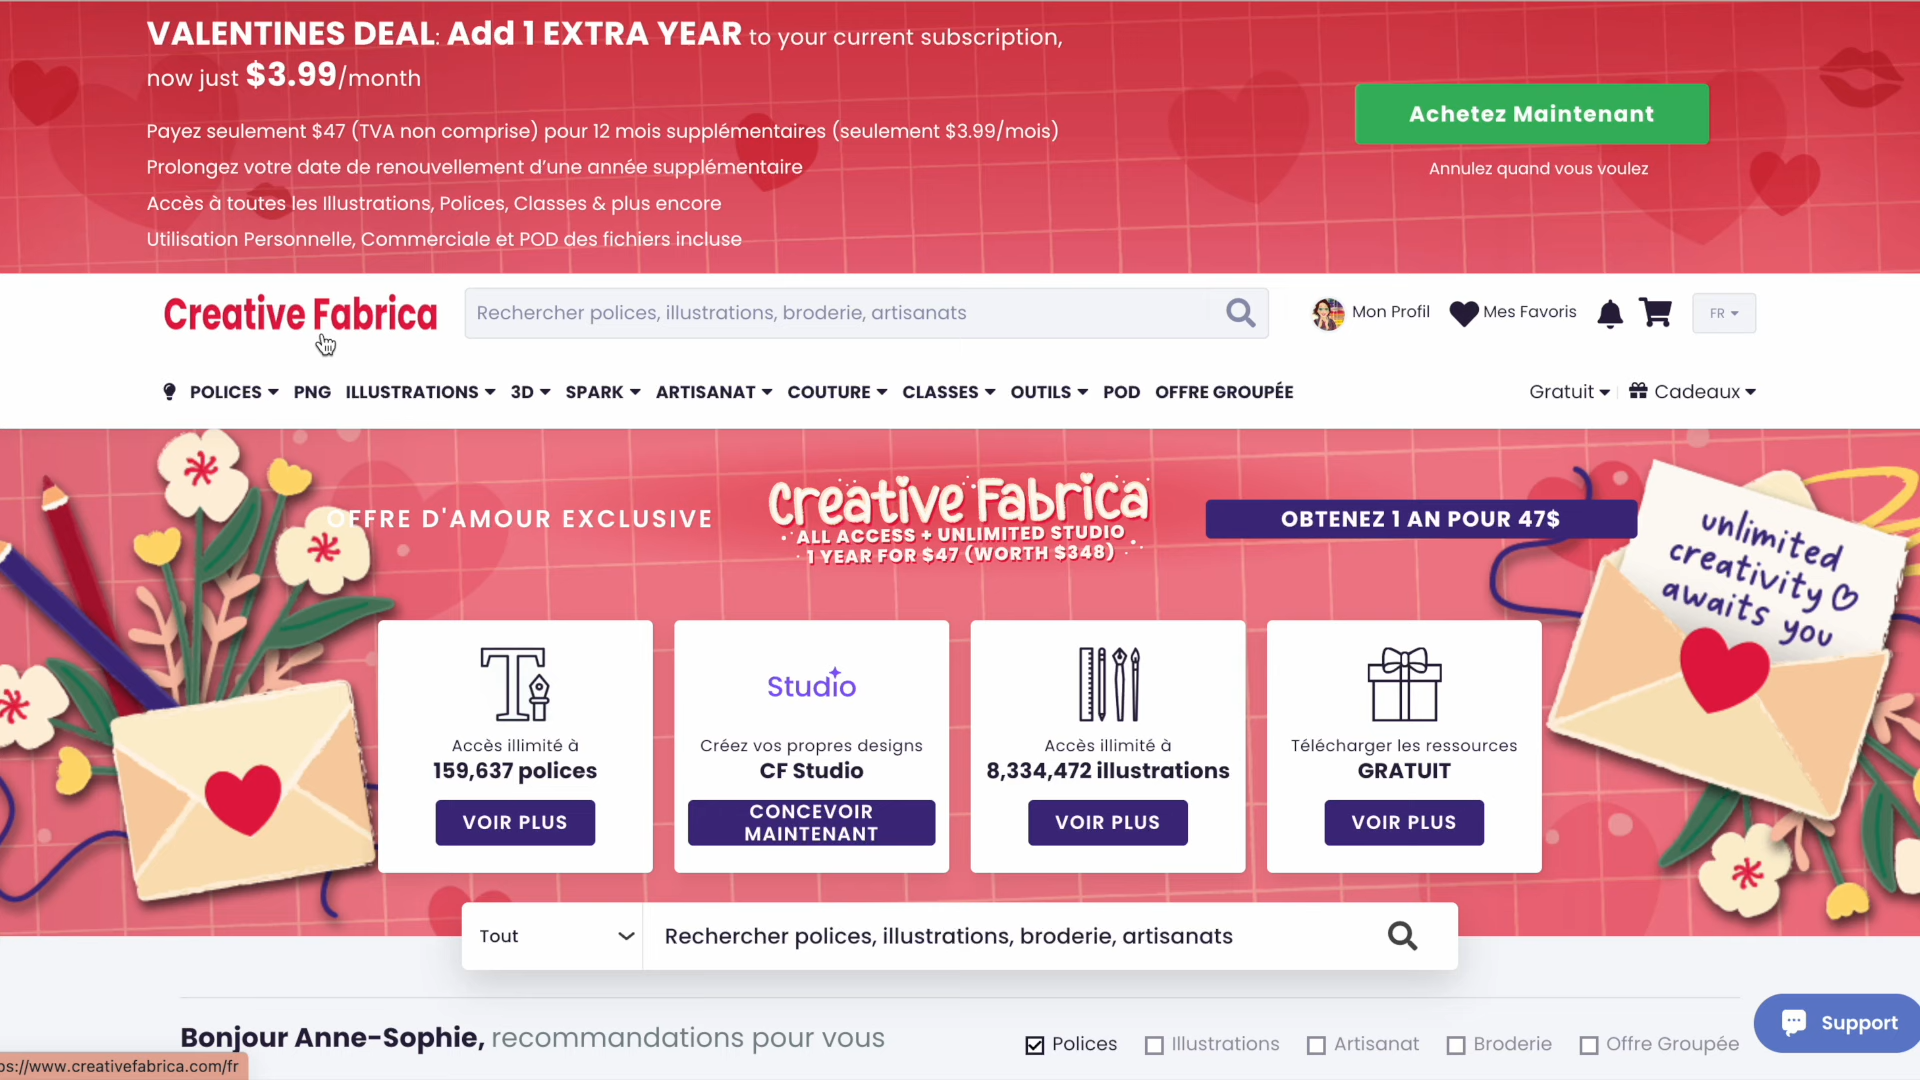 VALENTINES DEAL: Add 1 EXTRA YEAR to your current subscription,
now just $3.99/month
Payez seulement $47 (TVA non comprise) pour 12 mois supplémentaires (seulement $3.99/mois)
Prolongez votre date de renouvellement d'une année supplémentaire
Accès à toutes les Illustrations, Polices, Classes & plus encore
Utilisation Personnelle, Commerciale et POD des fichiers incluse
Achetez Maintenant
Annulez quand vous voulez
Creative Fabrica
Rechercher polices, illustrations, broderie, artisanats
Mon Profil
Mes Favoris
FR
POLICES PNG ILLUSTRATIONS 3D SPARK ARTISANAT COUTURE CLASSES OUTILS POD OFFRE GROUPÉE
Gratuit Cadeaux
OFFRE D'AMOUR EXCLUSIVE
Creative Fabrica
ALL ACCESS + UNLIMITED STUDIO
1 YEAR FOR $47 (WORTH $348)
OBTENEZ 1 AN POUR 47$
unlimited
creativity
awaits you
Accès illimité à
159,637 polices
VOIR PLUS
Studio
Créez vos propres designs
CF Studio
CONCEVOIR
MAINTENANT
Accès illimité à
8,334,472 illustrations
VOIR PLUS
Télécharger les ressources
GRATUIT
VOIR PLUS
Tout
Rechercher polices, illustrations, broderie, artisanats
Bonjour Anne-Sophie, recommandations pour vous
Polices Illustrations Artisanat Broderie Offre Groupée
Support
ps://www.creativefabrica.com/fr